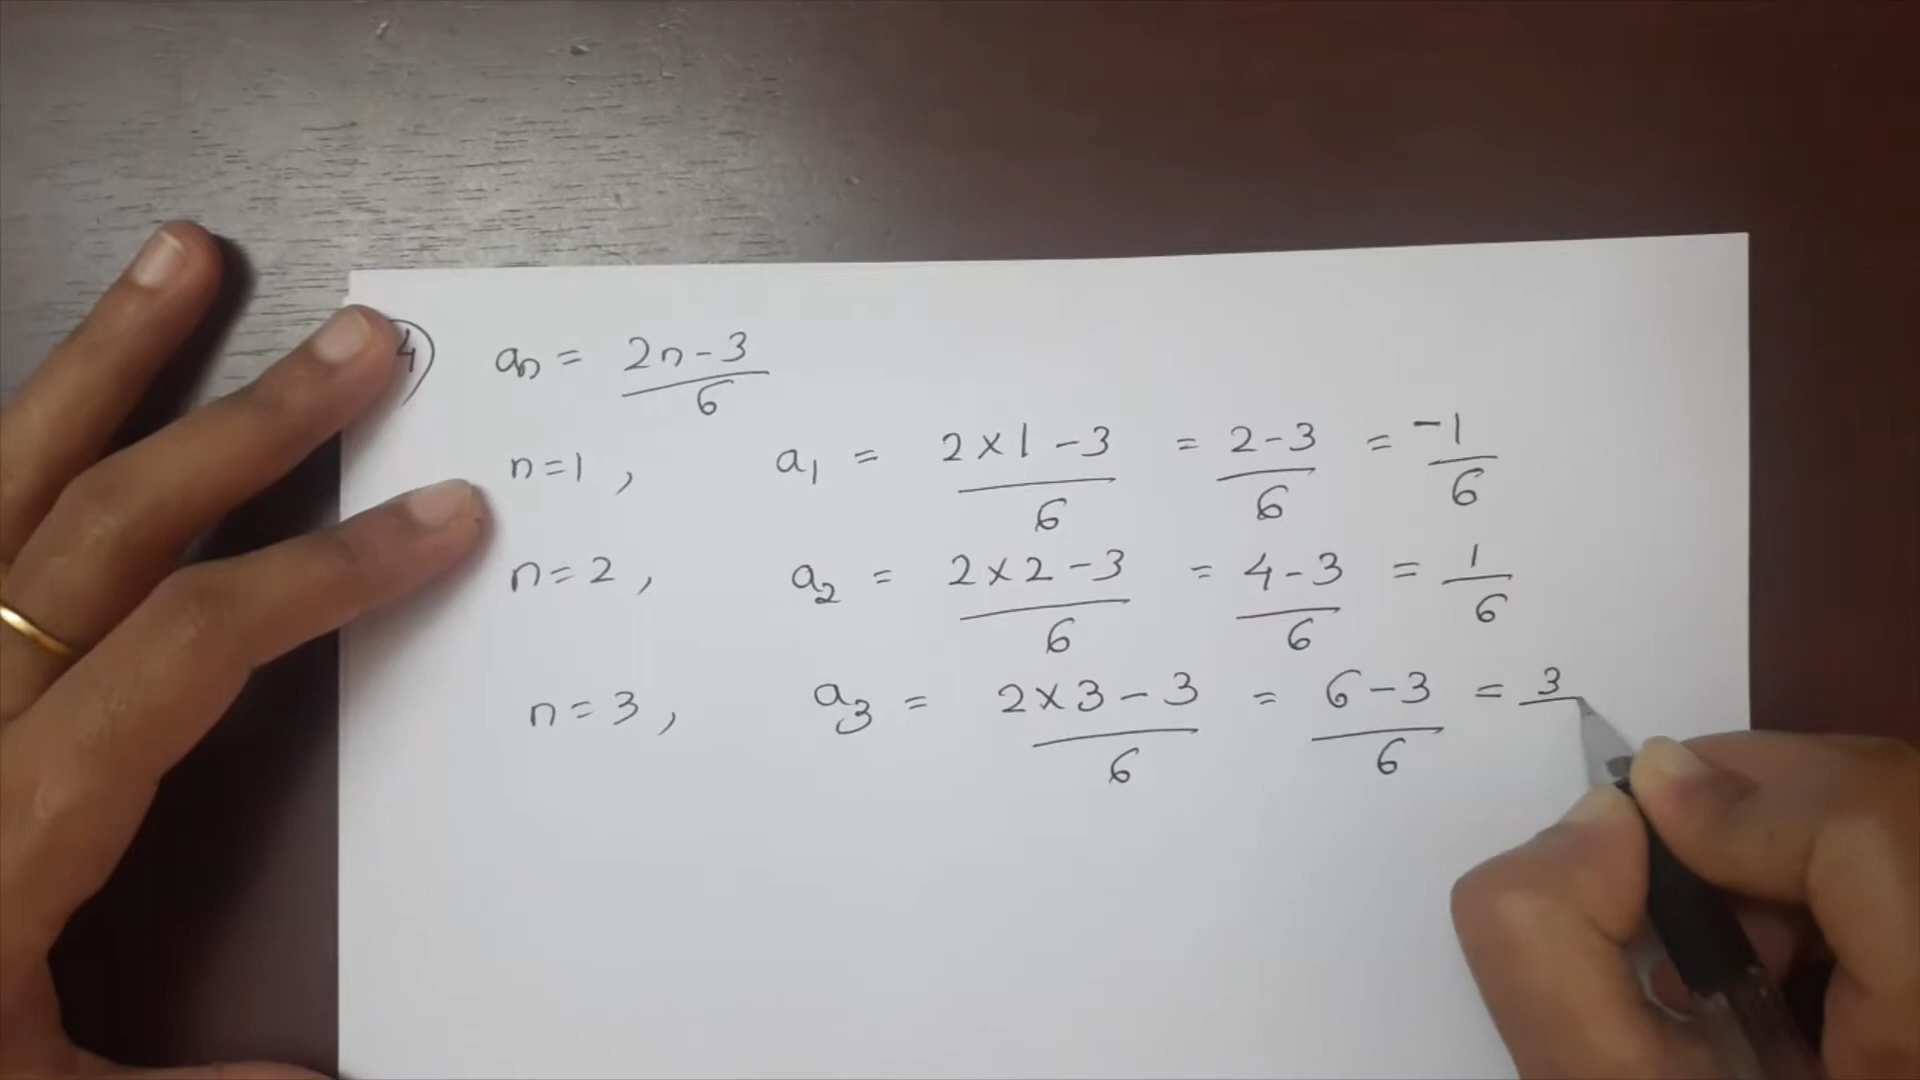 4) an = 2n-3/6
n=1, a1 = 2×1-3/6 = 2-3/6 = -1/6
n=2, a2 = 2×2-3/6 = 4-3/6 = 1/6
n=3, a3 = 2×3-3/6 = 6-3/6 = 3/